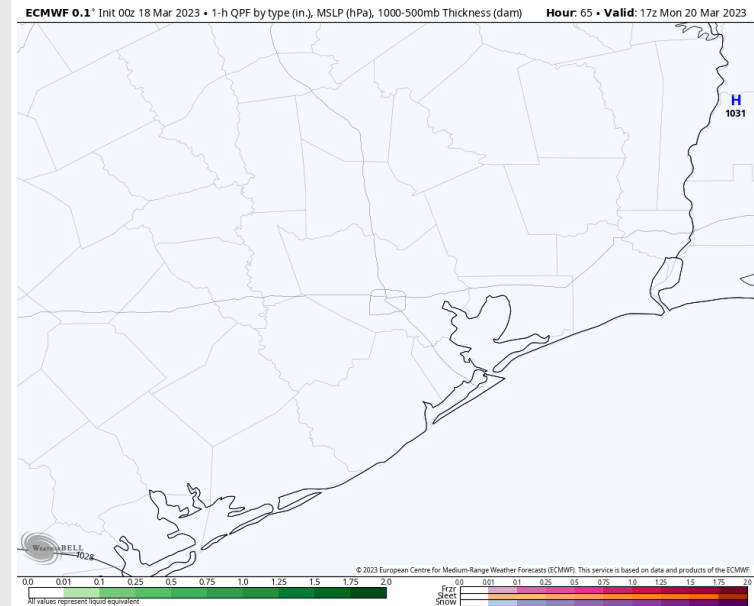 ECMWF 0.1° Init 00z 18 Mar 2023 • 1-h QPF by type (in.), MSLP (hPa), 1000-500mb Thickness (dam) Hour: 65 • Valid: 17z Mon 20 Mar 2023
H
1031
WEATHERBELL
1028
© 2023 European Centre for Medium-Range Weather Forecasts (ECMWF). This service is based on data and products of the ECMWF.
0.0 0.01 0.1 0.25 0.5 0.75 1.0 1.25 1.5 1.75 2.0
0.0 0.01 0.1 0.25 0.5 0.75 1.0 1.25 1.5 1.75 2.0
All values represent liquid equivalent
Frzr
Sleet
Snow